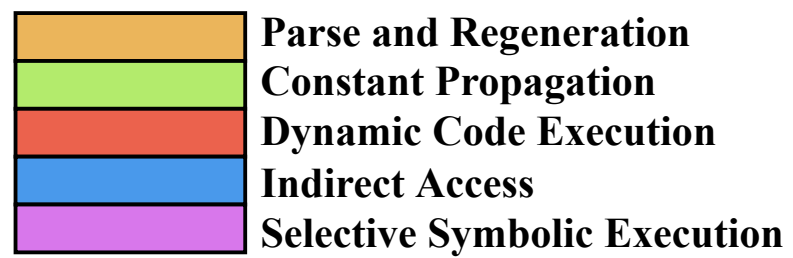 Parse and Regeneration
Constant Propagation
Dynamic Code Execution
Indirect Access
Selective Symbolic Execution